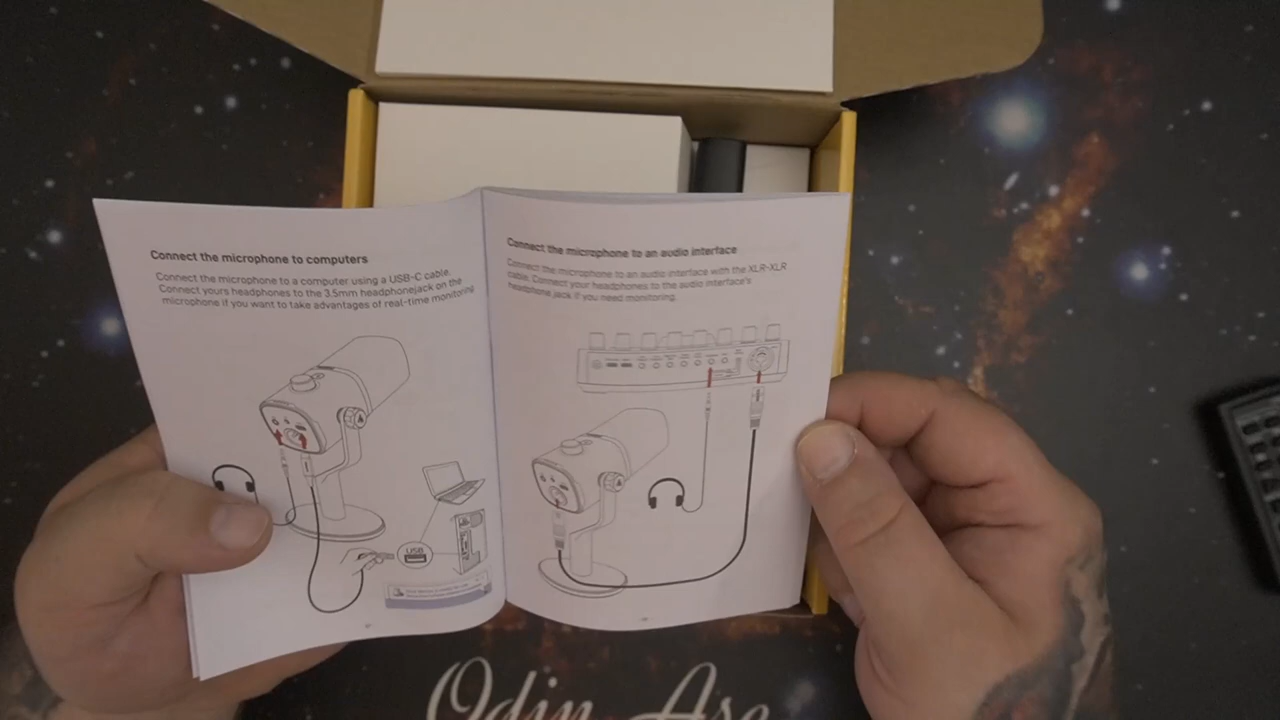 Connect the microphone to computers
Connect the microphone to a computer using a USB-C cable.
Connect yours headphones to the 3.5mm headphonejack on the
microphone if you want to take advantages of real-time monitoring
USB
Connect the microphone to an audio interface
Connect the microphone to an audio interface with the XLR-XLR
cable. Connect your headphones to the audio interface's
headphone jack if you need monitoring.
Odin Ase